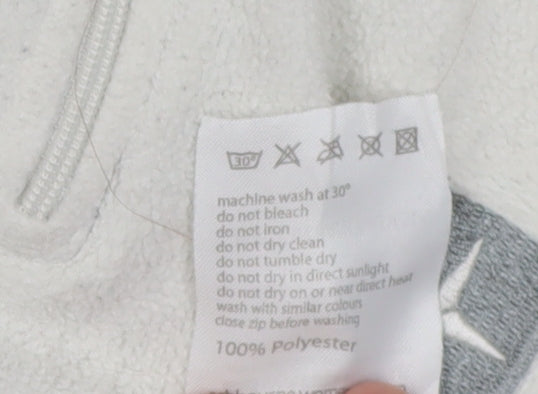 30°
machine wash at 30°
do not bleach
do not iron
do not dry clean
do not tumble dry
do not dry in direct sunlight
do not dry on or near direct heat
wash with similar colours
close zip before washing
100% Polyester